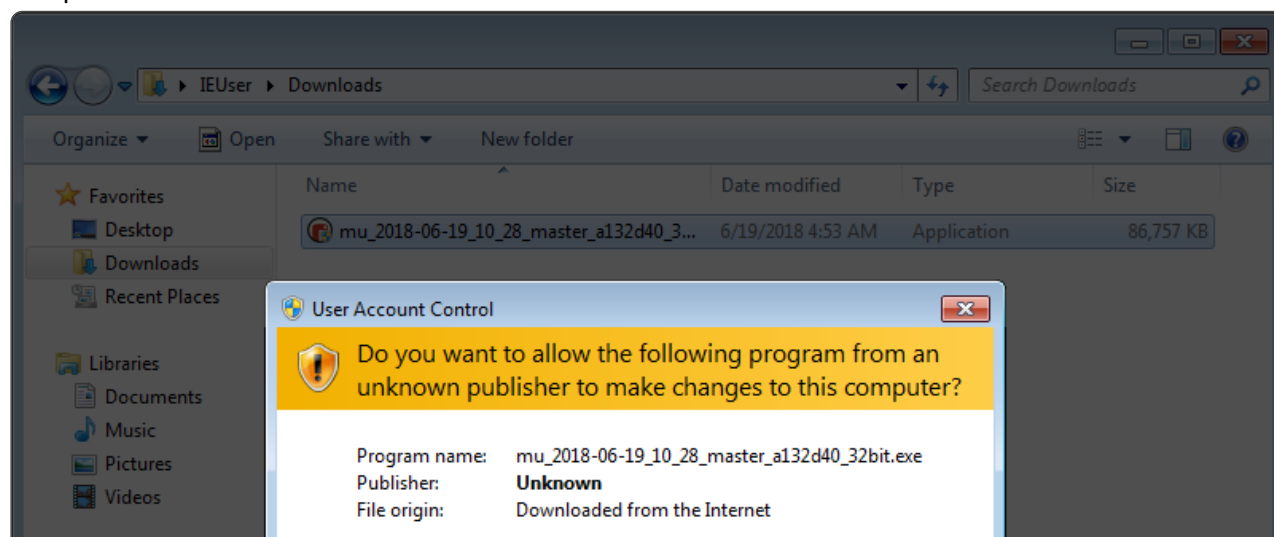 IEUser Downloads Search Downloads
Organize Open Share with New folder
Name Date modified Type Size
Favorites
mu_2018-06-19_10_28_master_a132d40_3... 6/19/2018 4:53 AM Application 86,757 KB
Desktop
Downloads
Recent Places
Libraries
Documents
Music
Pictures
Videos
User Account Control
Do you want to allow the following program from an
unknown publisher to make changes to this computer?
Program name: mu_2018-06-19_10_28_master_a132d40_32bit.exe
Publisher: Unknown
File origin: Downloaded from the Internet